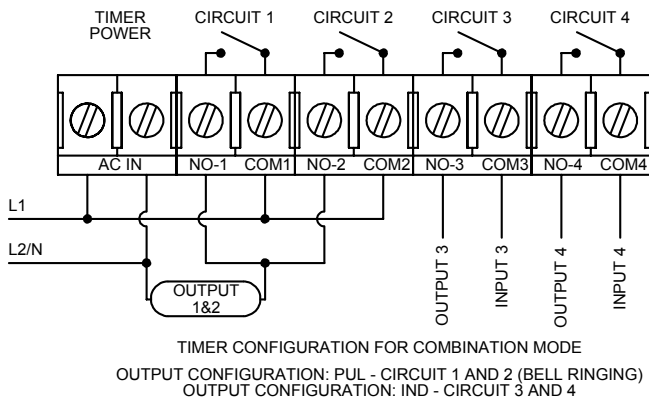 TIMER
POWER
CIRCUIT 1
CIRCUIT 2
CIRCUIT 3
CIRCUIT 4
AC IN
NO-1
COM1
NO-2
COM2
NO-3
COM3
NO-4
COM4
L1
L2/N
OUTPUT
1&2
OUTPUT 3
INPUT 3
OUTPUT 4
INPUT 4
TIMER CONFIGURATION FOR COMBINATION MODE
OUTPUT CONFIGURATION: PUL - CIRCUIT 1 AND 2 (BELL RINGING)
OUTPUT CONFIGURATION: IND - CIRCUIT 3 AND 4